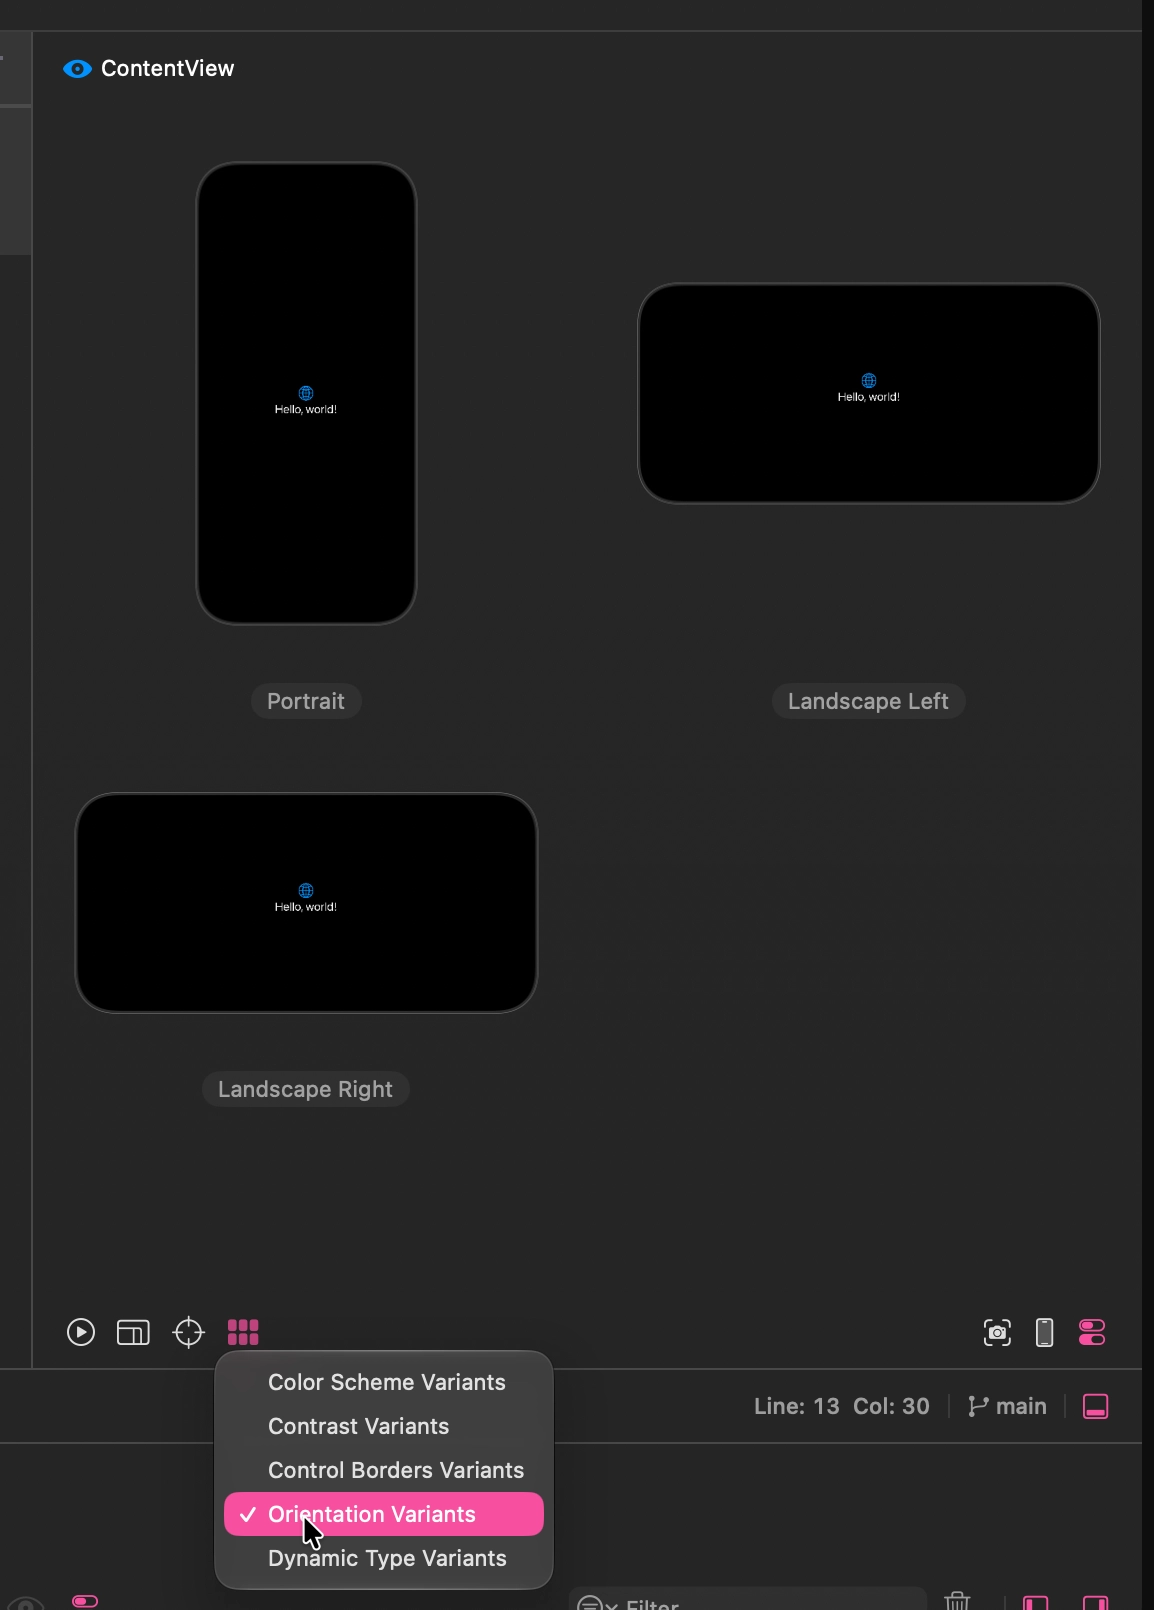 ContentView
Hello, world!
Hello, world!
Portrait
Landscape Left
Hello, world!
Landscape Right
Color Scheme Variants
Contrast Variants
Control Borders Variants
Orientation Variants
Dynamic Type Variants
Line: 13 Col: 30
main
Filter